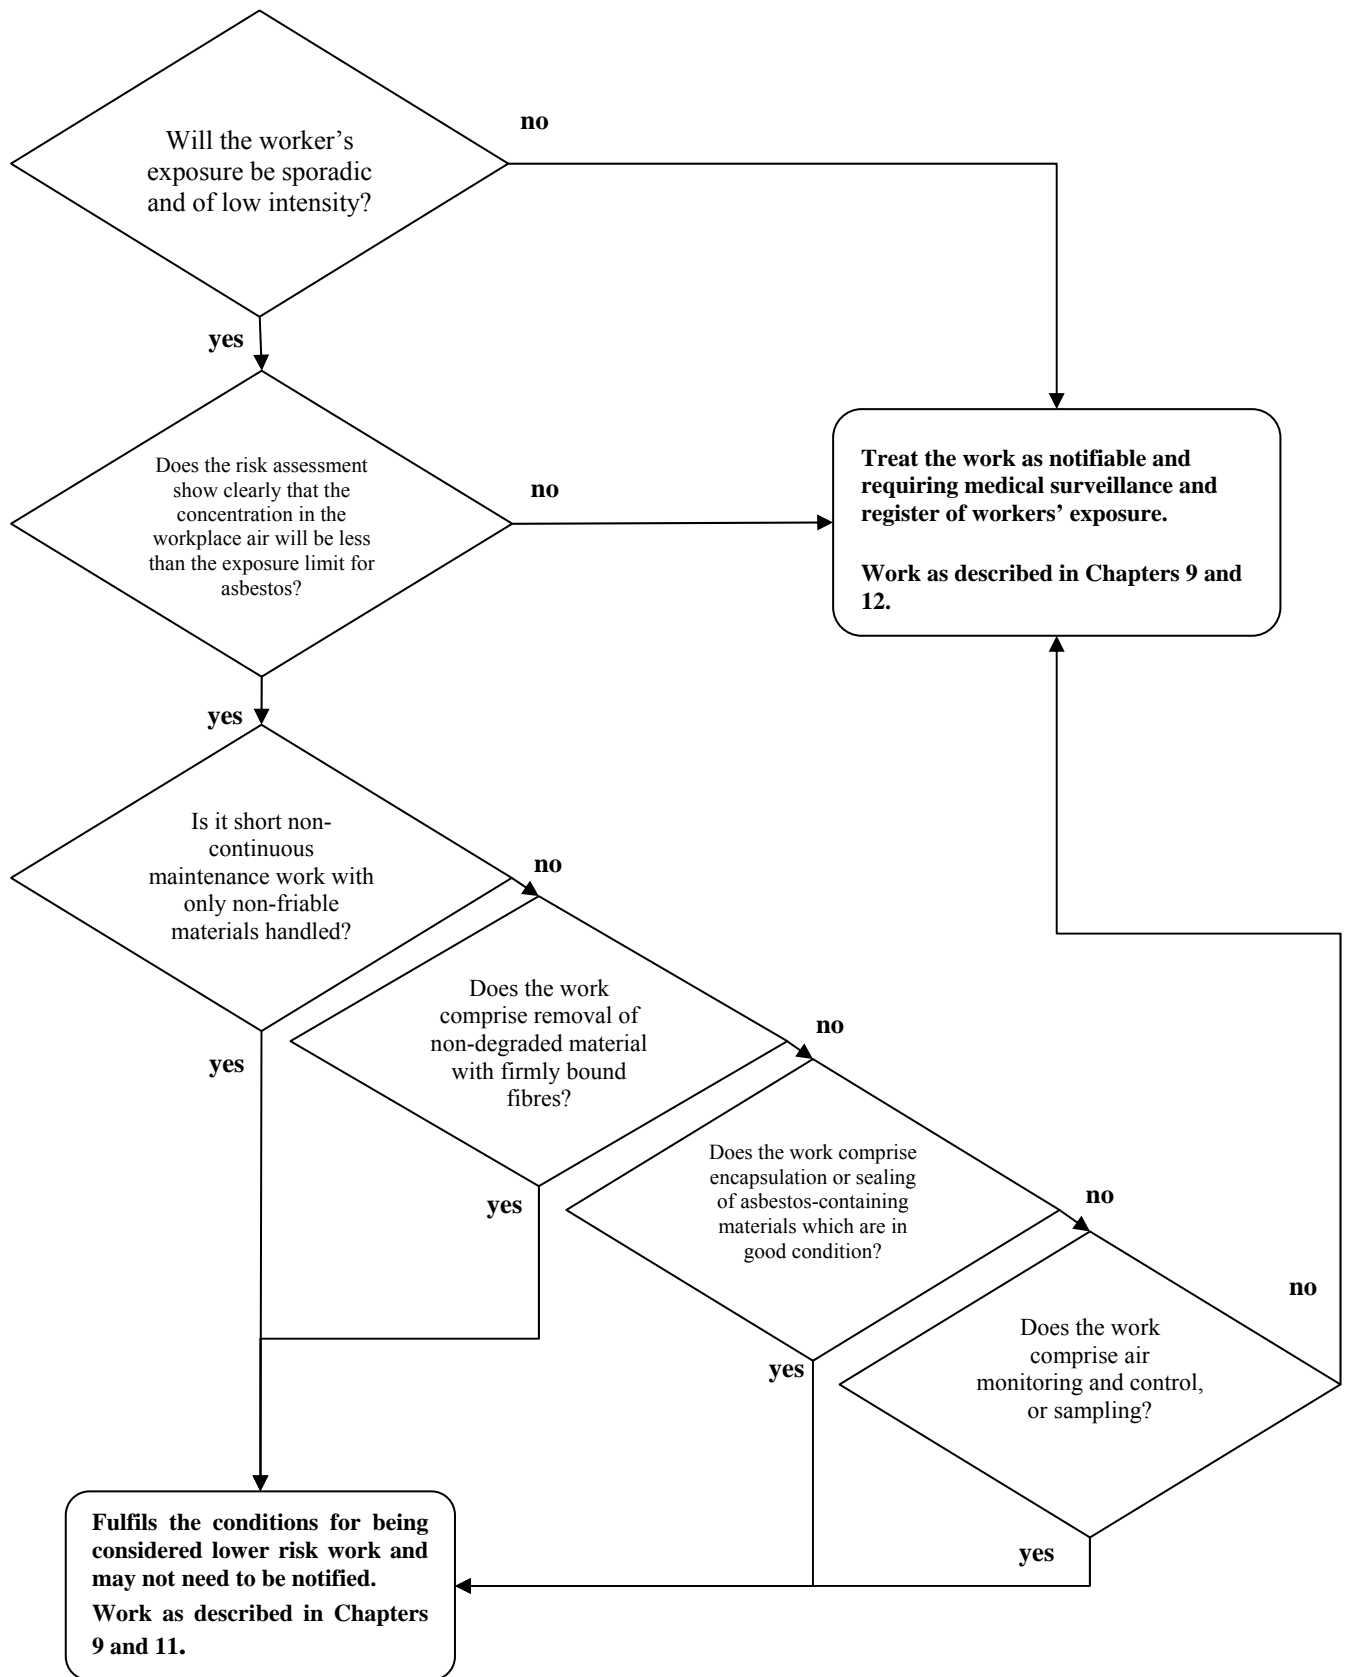 Will the worker’s
exposure be sporadic
and of low intensity?
no
yes
Does the risk assessment
show clearly that the
concentration in the
workplace air will be less
than the exposure limit for
asbestos?
no
Treat the work as notifiable and
requiring medical surveillance and
register of workers’ exposure.
Work as described in Chapters 9 and
12.
yes
Is it short non-
continuous
maintenance work with
only non-friable
materials handled?
no
yes
Does the work
comprise removal of
non-degraded material
with firmly bound
fibres?
no
yes
Does the work comprise
encapsulation or sealing
of asbestos-containing
materials which are in
good condition?
no
yes
Does the work
comprise air
monitoring and control,
or sampling?
no
yes
Fulfils the conditions for being
considered lower risk work and
may not need to be notified.
Work as described in Chapters
9 and 11.